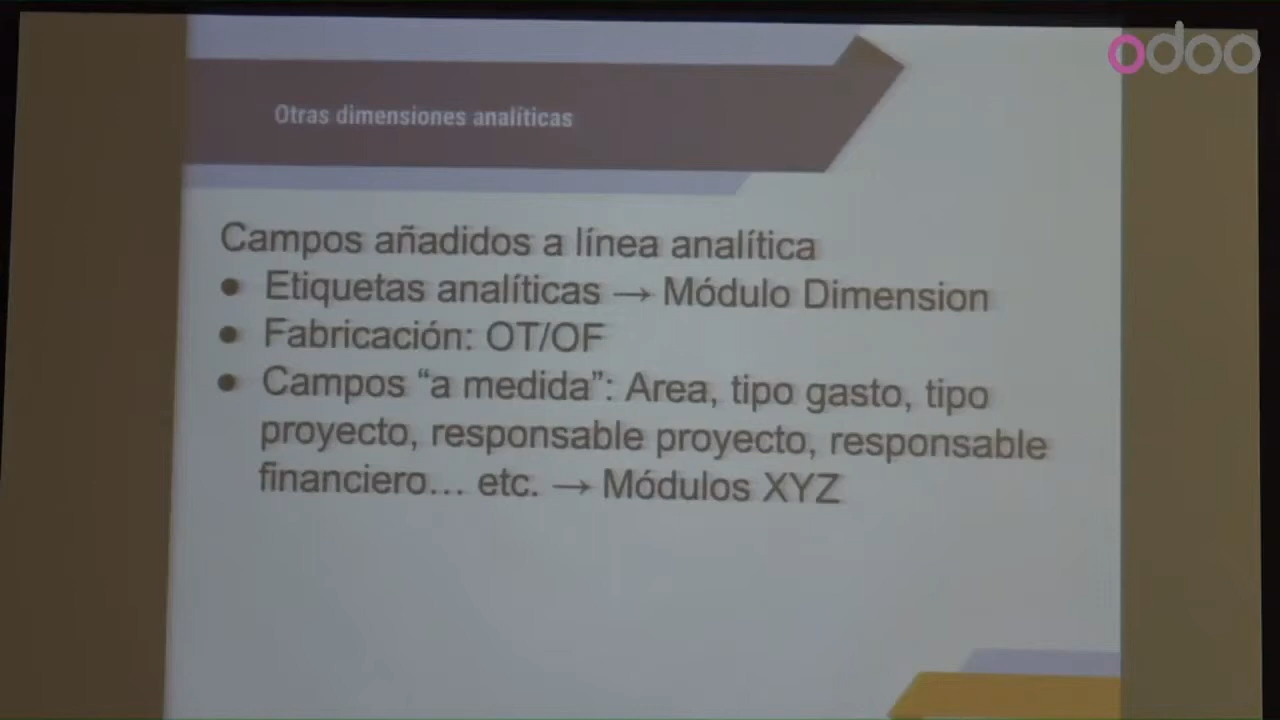 odoo
Otras dimensiones analíticas
Campos añadidos a línea analítica
● Etiquetas analíticas → Módulo Dimension
● Fabricación: OT/OF
● Campos “a medida”: Area, tipo gasto, tipo
proyecto, responsable proyecto, responsable
financiero... etc. → Módulos XYZ